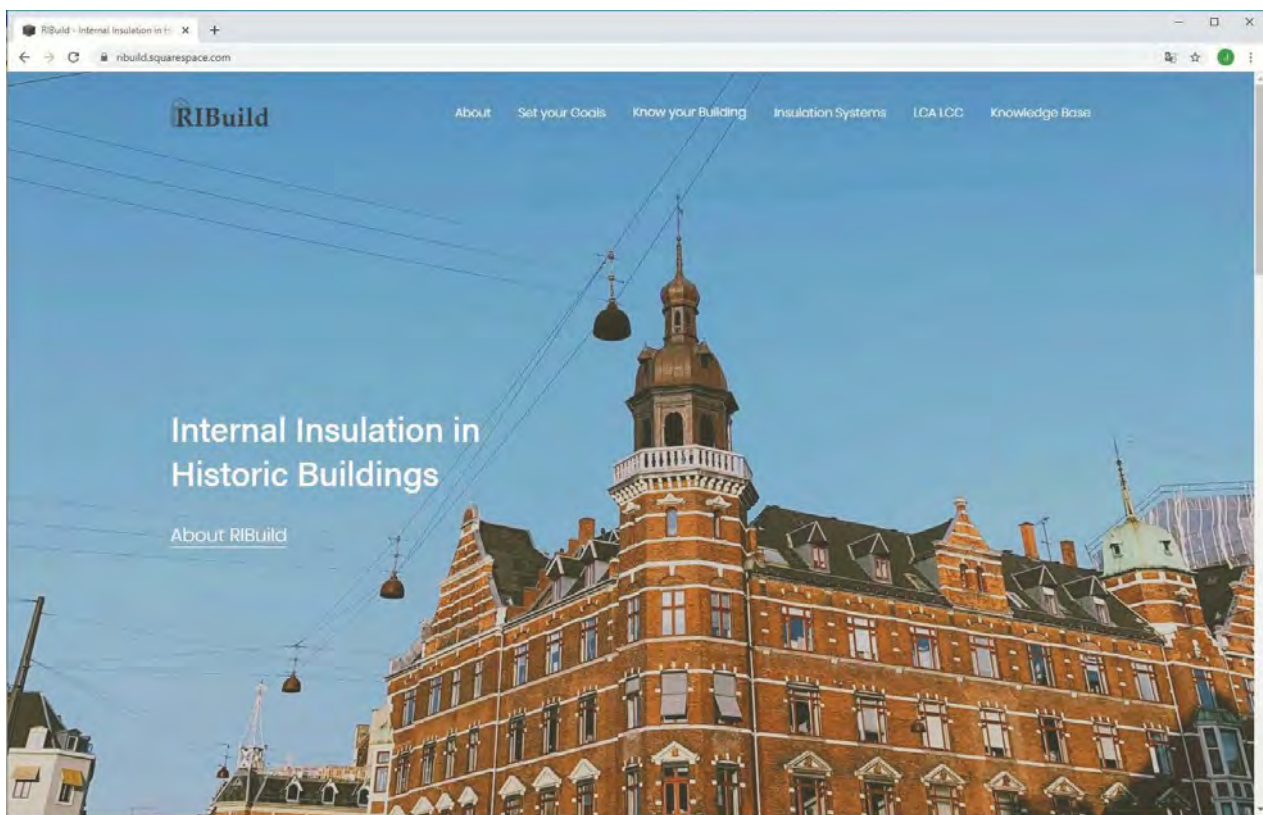 RIBuild - Internal Insulation in H
ribuild.squarespace.com
RIBuild
About Set your Goals Know your Building Insulation Systems LCA LCC Knowledge Base
Internal Insulation in
Historic Buildings
About RIBuild